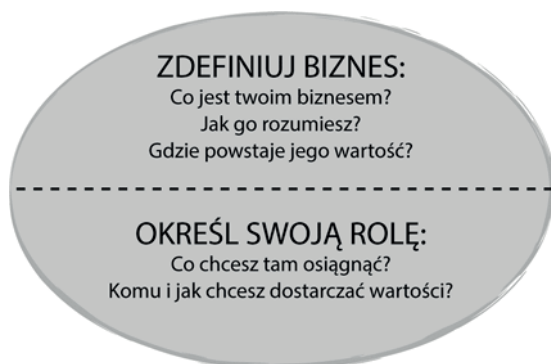 ZDEFINIUJ BIZNES:
Co jest twoim biznesem?
Jak go rozumiesz?
Gdzie powstaje jego wartość?
OKREŚL SWOJĄ ROLĘ:
Co chcesz tam osiągnąć?
Komu i jak chcesz dostarczać wartości?